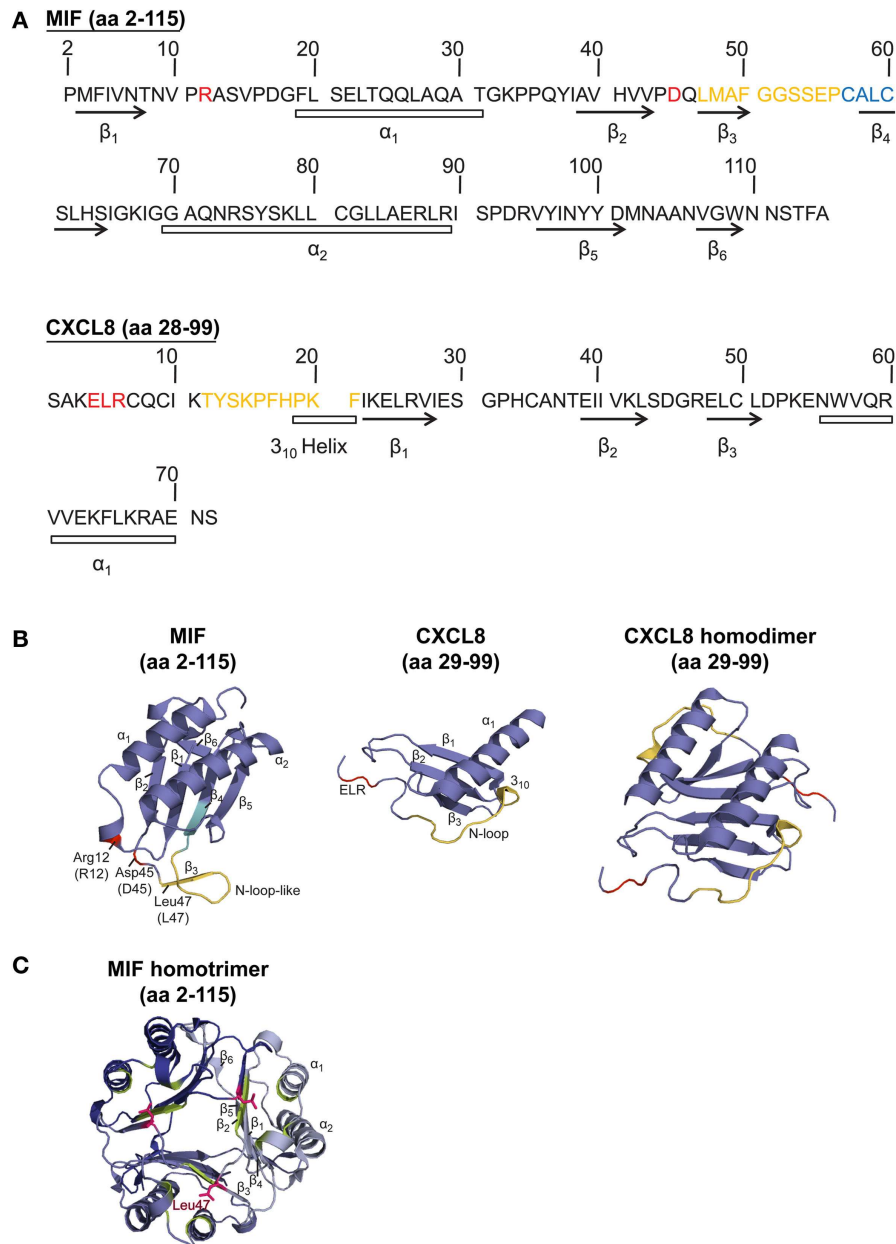 A
MIF (aa 2-115)
2 10 20 30 40 50 60
PMFIVNTNV PRASVPDGFL SELTQQLAQA TGKPPQYIAV HVVPDQLMAF GGSSEPCALC
β1 α1 β2 β3 β4
70 80 90 100 110
SLHSIGKIGG AQNRSYSKLL CGLLAERLRI SPDRVYINYY DMNAANVGWN NSTFA
α2 β5 β6
CXCL8 (aa 28-99)
10 20 30 40 50 60
SAKELRCQCI KTYSKPFHPK FIKELRVIES GPHCANTEII VKLSDGRELC LDPKENWVQR
310 Helix β1 β2 β3
70
VVEKFLKRAE NS
α1
B
MIF CXCL8 CXCL8 homodimer
(aa 2-115) (aa 29-99) (aa 29-99)
α1 β6 β1 α2 β2 β4 β5
Arg12
(R12)
Asp45
(D45)
β3
Leu47
(L47)
N-loop-like
α1 β1 β2 310
ELR
β3
N-loop
C
MIF homotrimer
(aa 2-115)
β6 α1
β5
β2 β1 α2
β4
β3
Leu47